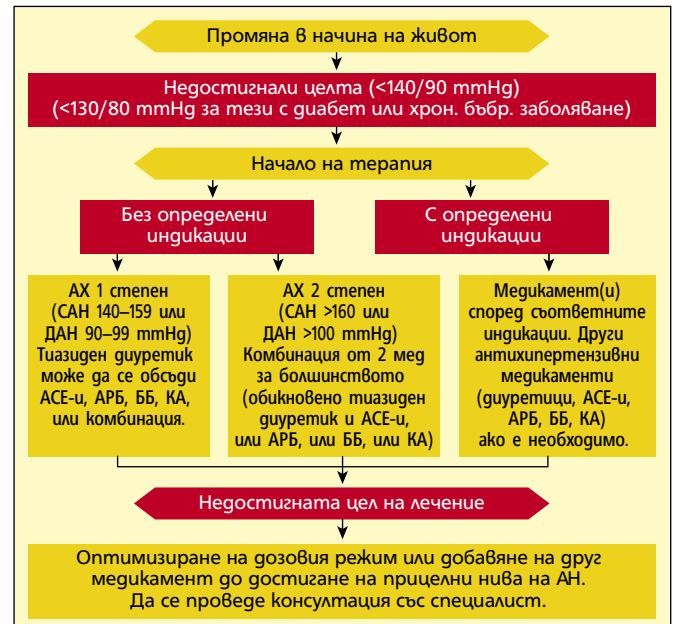 Промяна в начина на живот
Недостигнали целта (<140/90 mmHg)
(<130/80 mmHg за тези с диабет или хрон. бъбр. заболяване)
Начало на терапия
Без определени
индикации
С определени
индикации
АХ 1 степен
(САН 140–159 или
ДАН 90–99 mmHg)
Тиазиден диуретик
може да се обсъди
АСЕ-и, АРБ, ББ, КА,
или комбинация.
АХ 2 степен
(САН >160 или
ДАН >100 mmHg)
Комбинация от 2 мед
за болшинството
(обикновено тиазиден
диуретик и АСЕ-и,
или АРБ, или ББ, или КА)
Медикамент(и)
според съответните
индикации. Други
антихипертензивни
медикаменти
(диуретици, АСЕ-и,
АРБ, ББ, КА)
ако е необходимо.
Недостигната цел на лечение
Оптимизиране на дозовия режим или добавяне на друг
медикамент до достигане на прицелни нива на АН.
Да се проведе консултация със специалист.